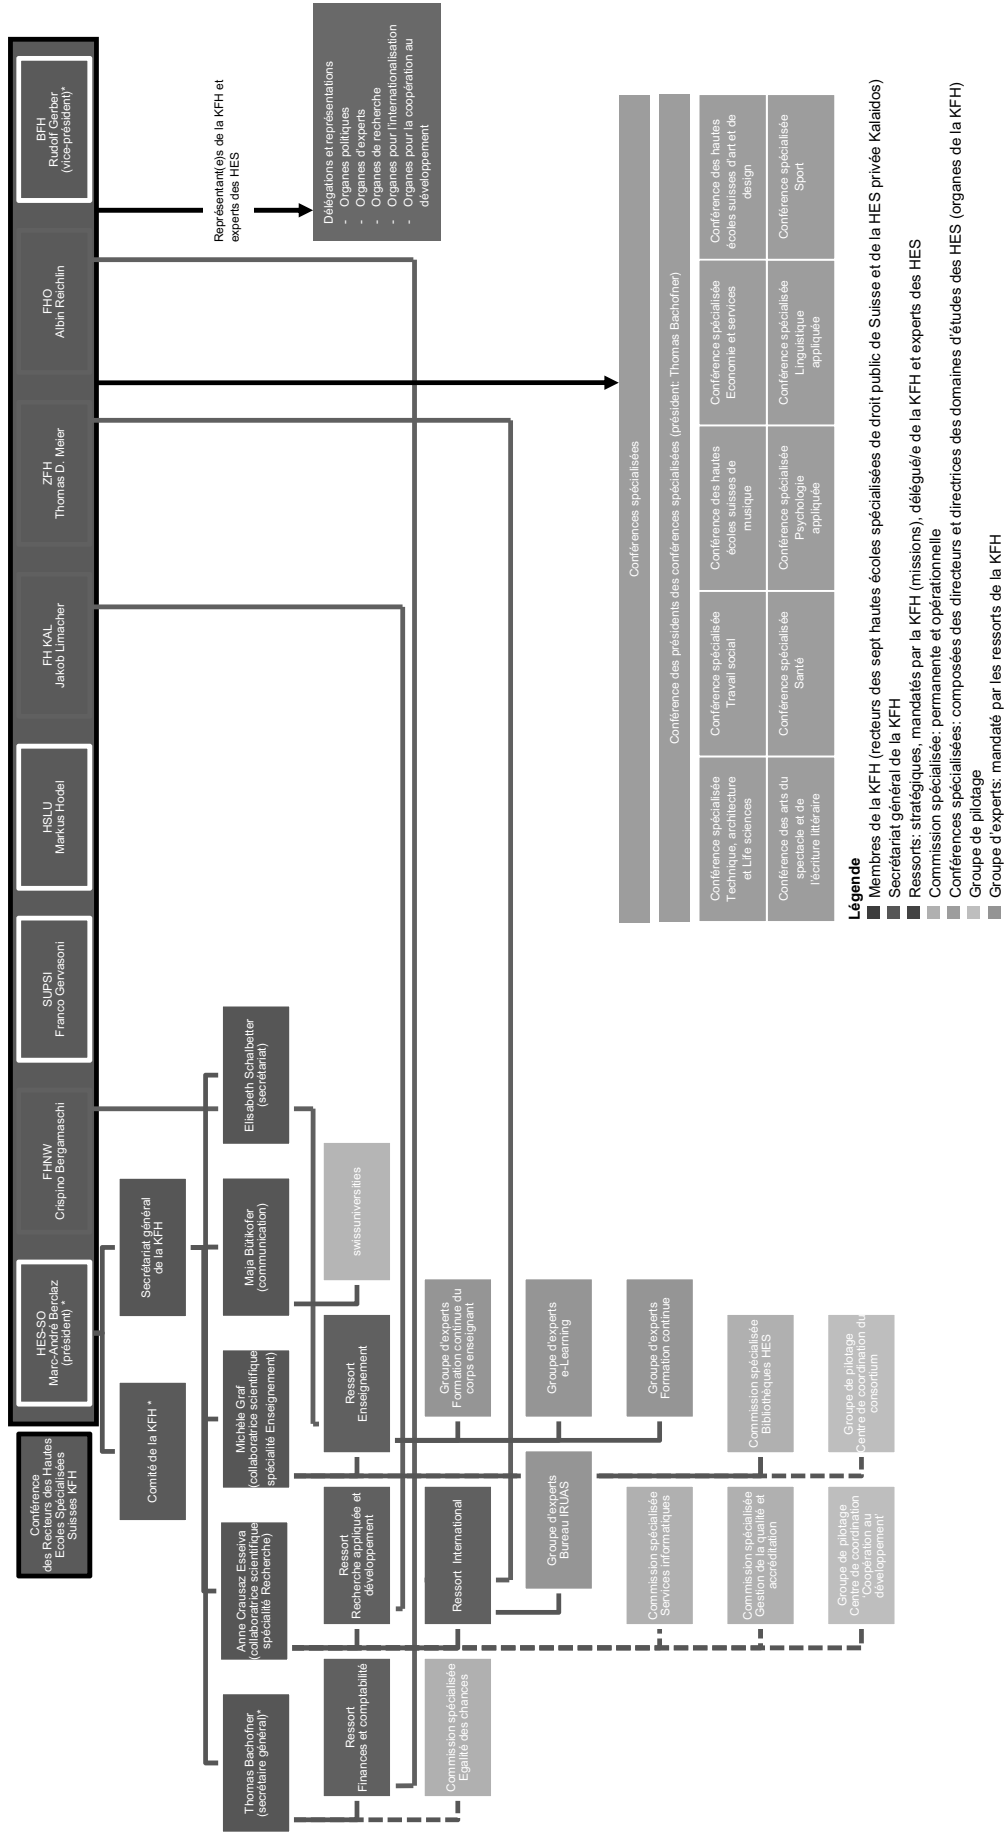 Conférence
des Recteurs des Hautes
Ecoles Spécialisées
Suisses KFH
HES-SO
Marc-André Berclaz
(président) *
FHNW
Crispino Bergamaschi
SUPSI
Franco Gervasoni
HSLU
Markus Hodel
FH KAL
Jakob Limacher
ZFH
Thomas D. Meier
FHO
Albin Reichlin
BFH
Rudolf Gerber
(vice-président)*
Comité de la KFH *
Secrétariat général
de la KFH
Représentant(e)s de la KFH et
experts des HES
Thomas Bachofner
(secrétaire général)*
Anne Crausaz Esseiva
(collaboratrice scientifique
spécialité Recherche)
Michèle Graf
(collaboratrice scientifique
spécialité Enseignement)
Maja Bütikofer
(communication)
Elisabeth Schalbetter
(secrétariat)
Délégations et représentations
- Organes politiques
- Organes d'experts
- Organes de recherche
- Organes pour l'internationalisation
- Organes pour la coopération au
développement
Ressort
Finances et comptabilité
Ressort
Recherche appliquée et
développement
Ressort
Enseignement
swissuniversities
Commission spécialisée
Egalité des chances
Ressort International
Groupe d'experts
Formation continue du
corps enseignant
Groupe d'experts
Bureau IRUAS
Groupe d'experts
e-Learning
Commission spécialisée
Services informatiques
Groupe d'experts
Formation continue
Commission spécialisée
Gestion de la qualité et
accréditation
Commission spécialisée
Bibliothèques HES
Groupe de pilotage
Centre de coordination
'Coopération au
développement'
Groupe de pilotage
Centre de coordination du
consortium
Conférences spécialisées
Conférence des présidents des conférences spécialisées (président: Thomas Bachofner)
Conférence spécialisée
Technique, architecture
et Life sciences
Conférence spécialisée
Travail social
Conférence des hautes
écoles suisses de
musique
Conférence spécialisée
Economie et services
Conférence des hautes
écoles suisses d'art et de
design
Conférence des arts du
spectacle et de
l'écriture littéraire
Conférence spécialisée
Santé
Conférence spécialisée
Psychologie
appliquée
Conférence spécialisée
Linguistique
appliquée
Conférence spécialisée
Sport
Légende
Membres de la KFH (recteurs des sept hautes écoles spécialisées de droit public de Suisse et de la HES privée Kalaidos)
Secrétariat général de la KFH
Ressorts: stratégiques, mandatés par la KFH (missions), délégué/e de la KFH et experts des HES
Commission spécialisée: permanente et opérationnelle
Conférences spécialisées: composées des directeurs et directrices des domaines d'études des HES (organes de la KFH)
Groupe de pilotage
Groupe d'experts: mandaté par les ressorts de la KFH